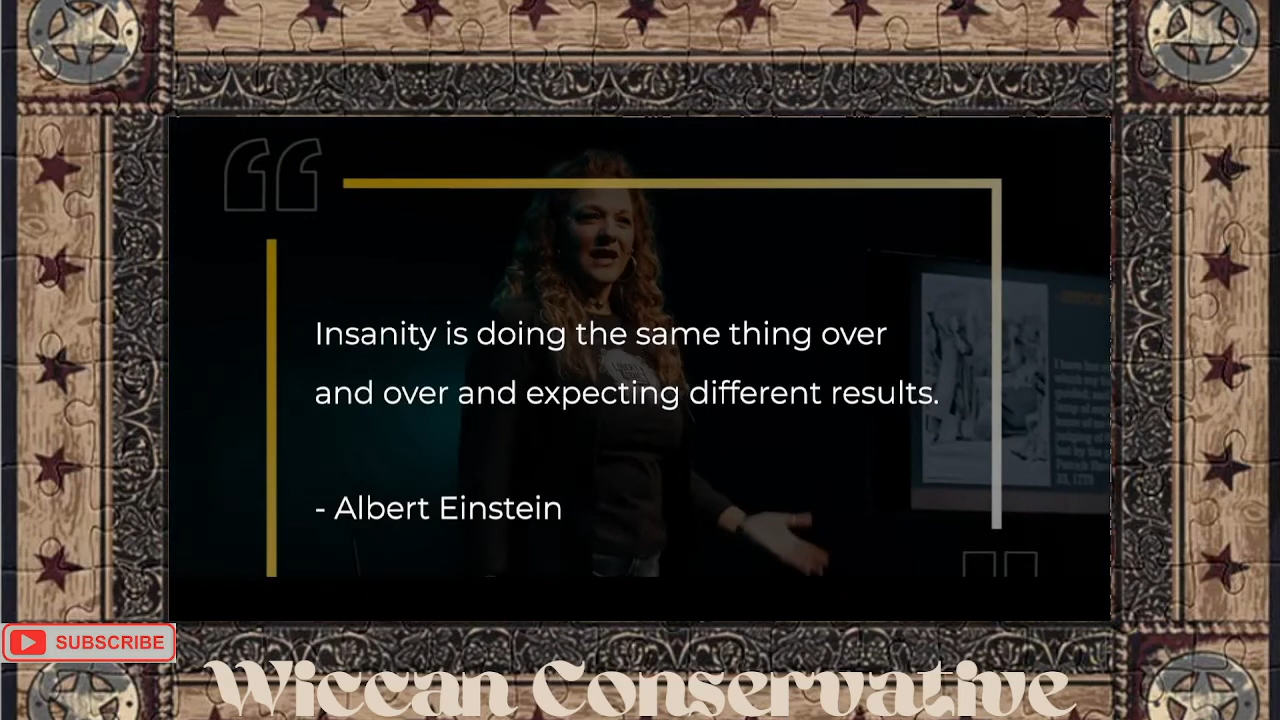 Insanity is doing the same thing over
and over and expecting different results.
- Albert Einstein
SUBSCRIBE
Wiccan Conservative